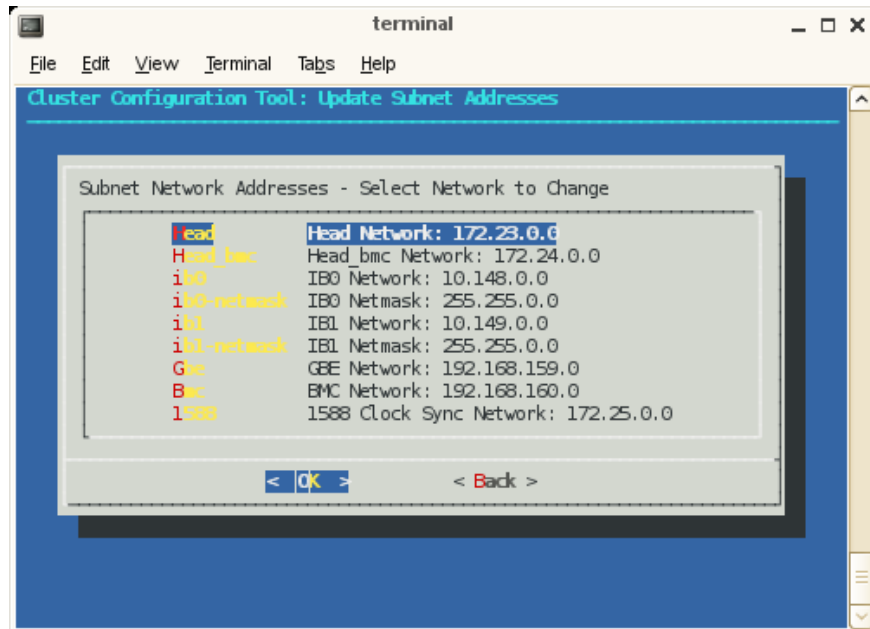 terminal
File Edit View Terminal Tabs Help
Cluster Configuration Tool: Update Subnet Addresses
Subnet Network Addresses - Select Network to Change
Head Head Network: 172.23.0.0
Head_bmc Head_bmc Network: 172.24.0.0
ib0 IB0 Network: 10.148.0.0
ib0-netmask IB0 Netmask: 255.255.0.0
ib1 IB1 Network: 10.149.0.0
ib1-netmask IB1 Netmask: 255.255.0.0
Gbe GBE Network: 192.168.159.0
Bmc BMC Network: 192.168.160.0
1588 1588 Clock Sync Network: 172.25.0.0
< OK > < Back >